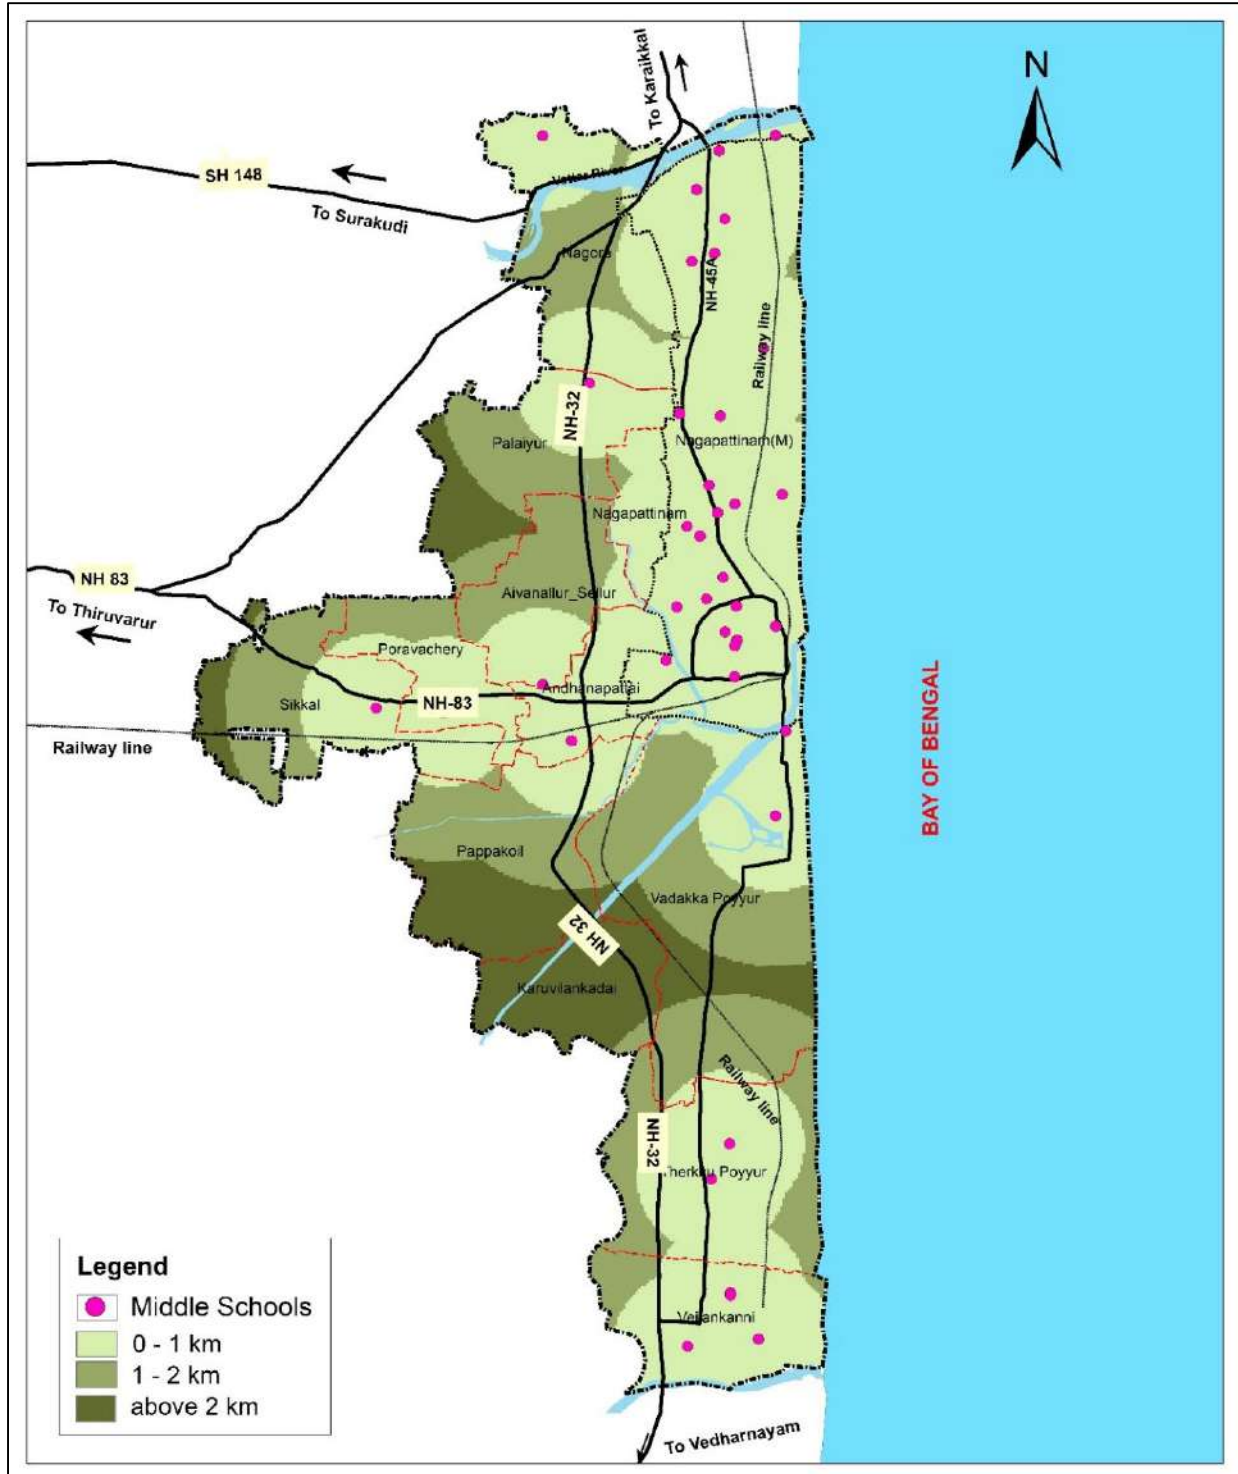 N
To Karaikkal
SH 148
To Surakudi
Vettar River
Nagore
NH-45A
Railway line
NH-32
Palaiyur
Nagapattinam(M)
Nagapattinam
NH 83
To Thiruvarur
Aivanallur_Sellur
Poravachery
Andhanapattai
Sikkal
NH-83
Railway line
BAY OF BENGAL
Pappakoil
Vadakka Poyyur
NH 32
Karuvilankadai
Railway line
NH-32
Therkku Poyyur
Legend
Middle Schools
0 - 1 km
1 - 2 km
above 2 km
Velankanni
To Vedharnayam